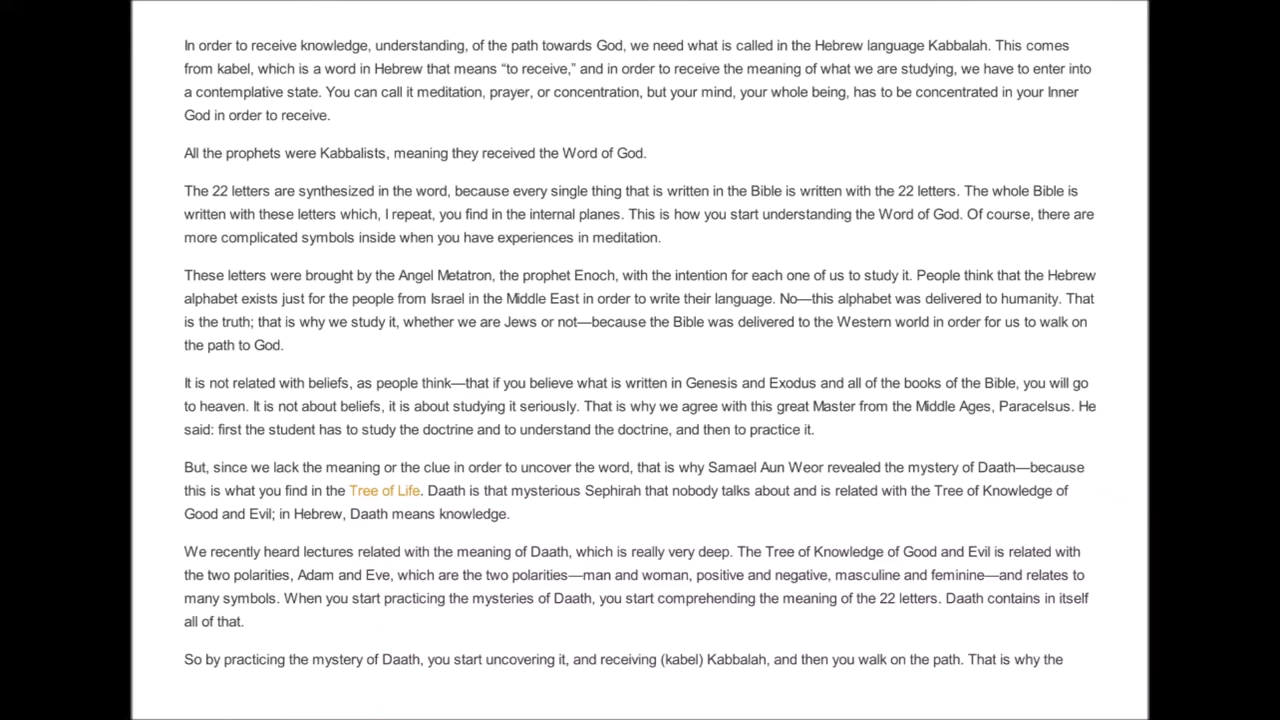 In order to receive knowledge, understanding, of the path towards God, we need what is called in the Hebrew language Kabbalah. This comes
from kabel, which is a word in Hebrew that means “to receive,” and in order to receive the meaning of what we are studying, we have to enter into
a contemplative state. You can call it meditation, prayer, or concentration, but your mind, your whole being, has to be concentrated in your Inner
God in order to receive.
All the prophets were Kabbalists, meaning they received the Word of God.
The 22 letters are synthesized in the word, because every single thing that is written in the Bible is written with the 22 letters. The whole Bible is
written with these letters which, I repeat, you find in the internal planes. This is how you start understanding the Word of God. Of course, there are
more complicated symbols inside when you have experiences in meditation.
These letters were brought by the Angel Metatron, the prophet Enoch, with the intention for each one of us to study it. People think that the Hebrew
alphabet exists just for the people from Israel in the Middle East in order to write their language. No—this alphabet was delivered to humanity. That
is the truth; that is why we study it, whether we are Jews or not—because the Bible was delivered to the Western world in order for us to walk on
the path to God.
It is not related with beliefs, as people think—that if you believe what is written in Genesis and Exodus and all of the books of the Bible, you will go
to heaven. It is not about beliefs, it is about studying it seriously. That is why we agree with this great Master from the Middle Ages, Paracelsus. He
said: first the student has to study the doctrine and to understand the doctrine, and then to practice it.
But, since we lack the meaning or the clue in order to uncover the word, that is why Samael Aun Weor revealed the mystery of Daath—because
this is what you find in the Tree of Life. Daath is that mysterious Sephirah that nobody talks about and is related with the Tree of Knowledge of
Good and Evil; in Hebrew, Daath means knowledge.
We recently heard lectures related with the meaning of Daath, which is really very deep. The Tree of Knowledge of Good and Evil is related with
the two polarities, Adam and Eve, which are the two polarities—man and woman, positive and negative, masculine and feminine—and relates to
many symbols. When you start practicing the mysteries of Daath, you start comprehending the meaning of the 22 letters. Daath contains in itself
all of that.
So by practicing the mystery of Daath, you start uncovering it, and receiving (kabel) Kabbalah, and then you walk on the path. That is why the